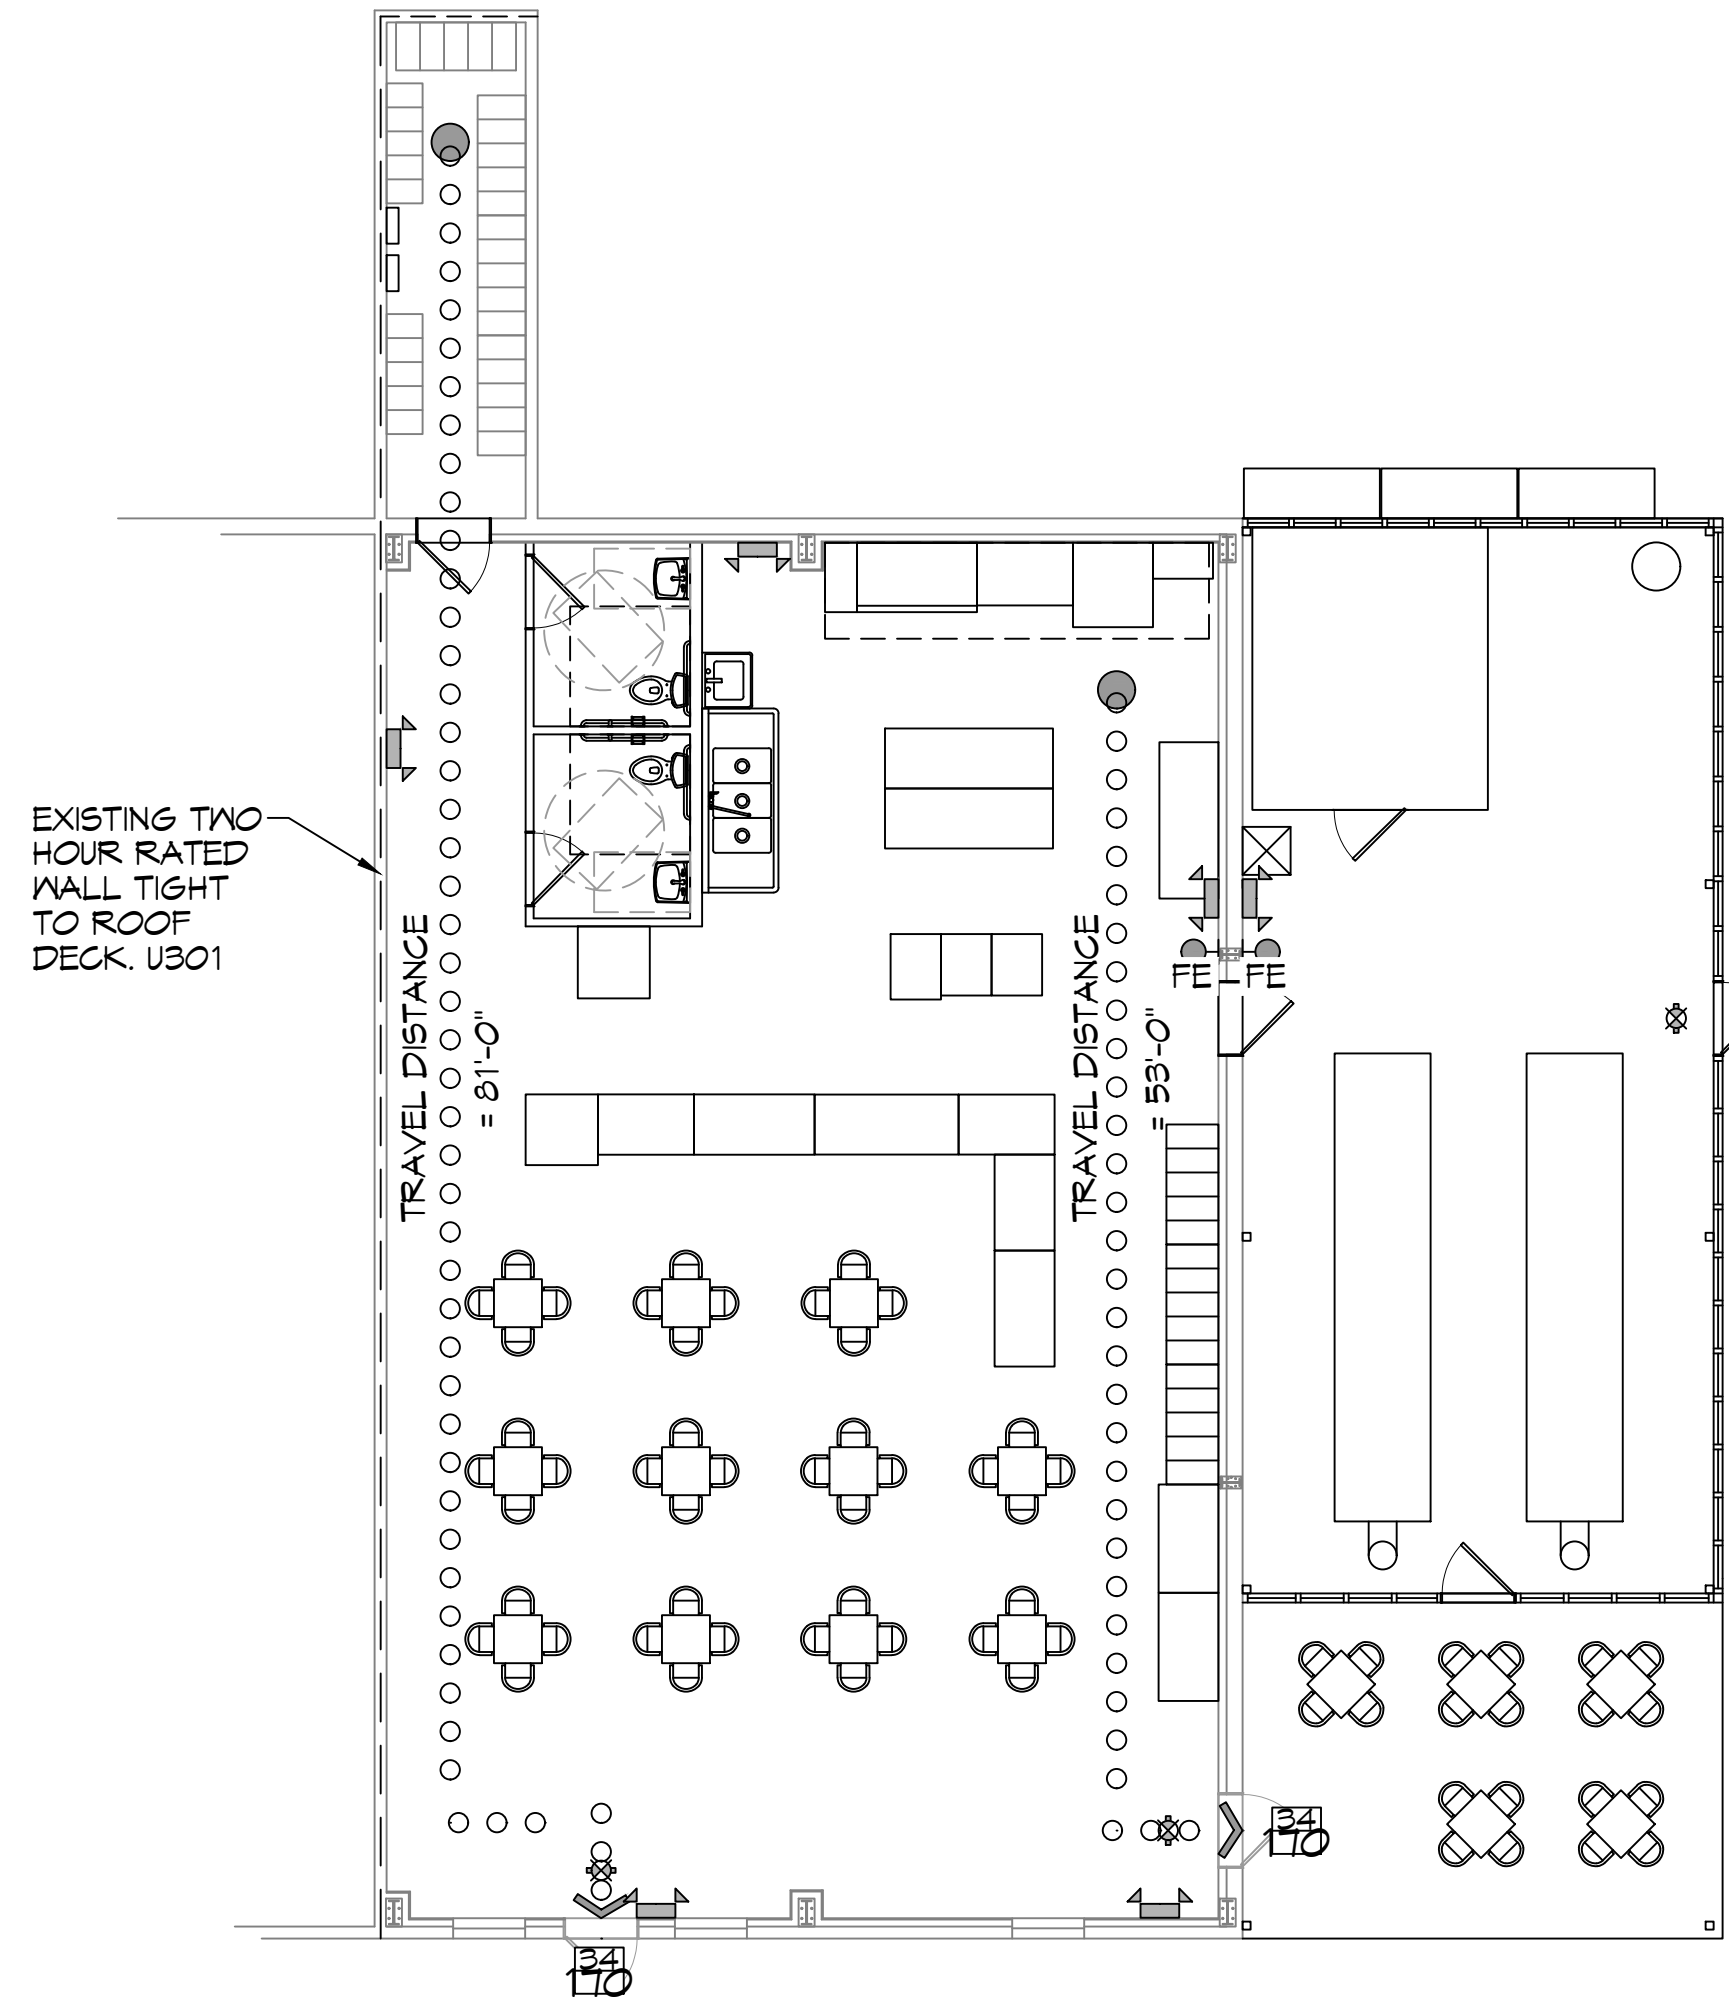 EXISTING TWO
HOUR RATED
WALL TIGHT
TO ROOF
DECK. U301
TRAVEL DISTANCE
= 81'-0"
TRAVEL DISTANCE
= 53'-0"
FE
FE
34
170
34
170